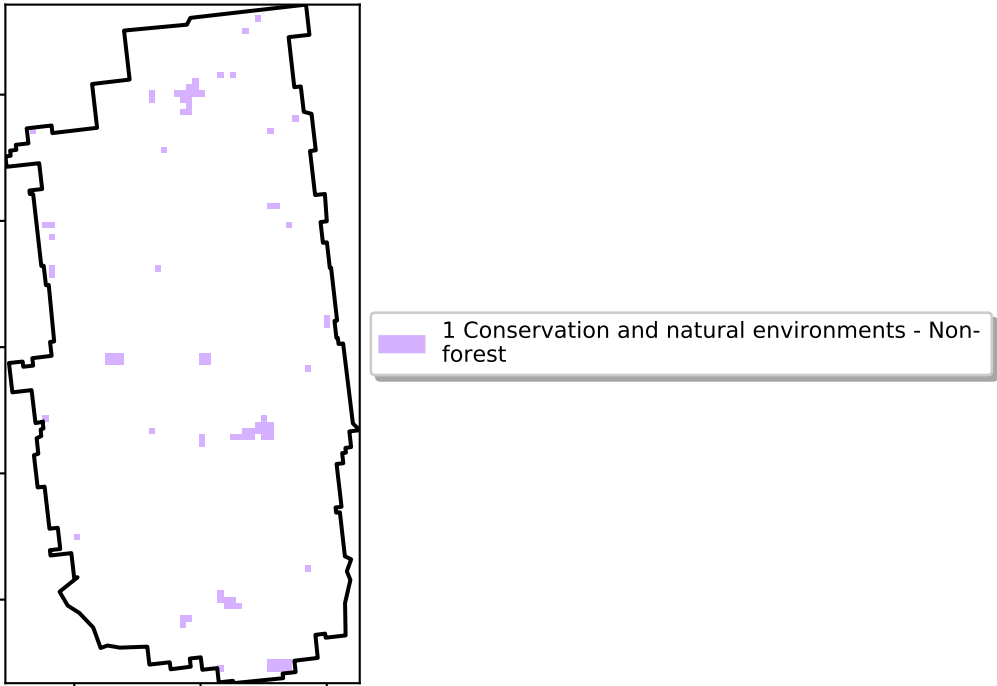 1 Conservation and natural environments - Non-
forest